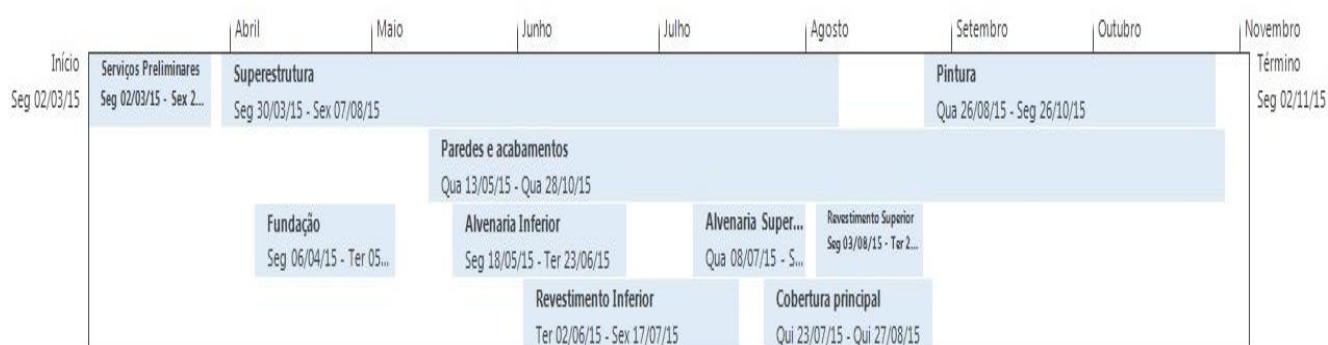 Abril Maio Junho Julho Agosto Setembro Outubro Novembro
Início
Seg 02/03/15
Término
Seg 02/11/15
Serviços Preliminares
Seg 02/03/15 - Sex 2...
Superestrutura
Seg 30/03/15 - Sex 07/08/15
Pintura
Qua 26/08/15 - Seg 26/10/15
Paredes e acabamentos
Qua 13/05/15 - Qua 28/10/15
Fundação
Seg 06/04/15 - Ter 05...
Alvenaria Inferior
Seg 18/05/15 - Ter 23/06/15
Alvenaria Super...
Qua 08/07/15 - S...
Revestimento Superior
Seg 03/08/15 - Ter 2...
Revestimento Inferior
Ter 02/06/15 - Sex 17/07/15
Cobertura principal
Qui 23/07/15 - Qui 27/08/15